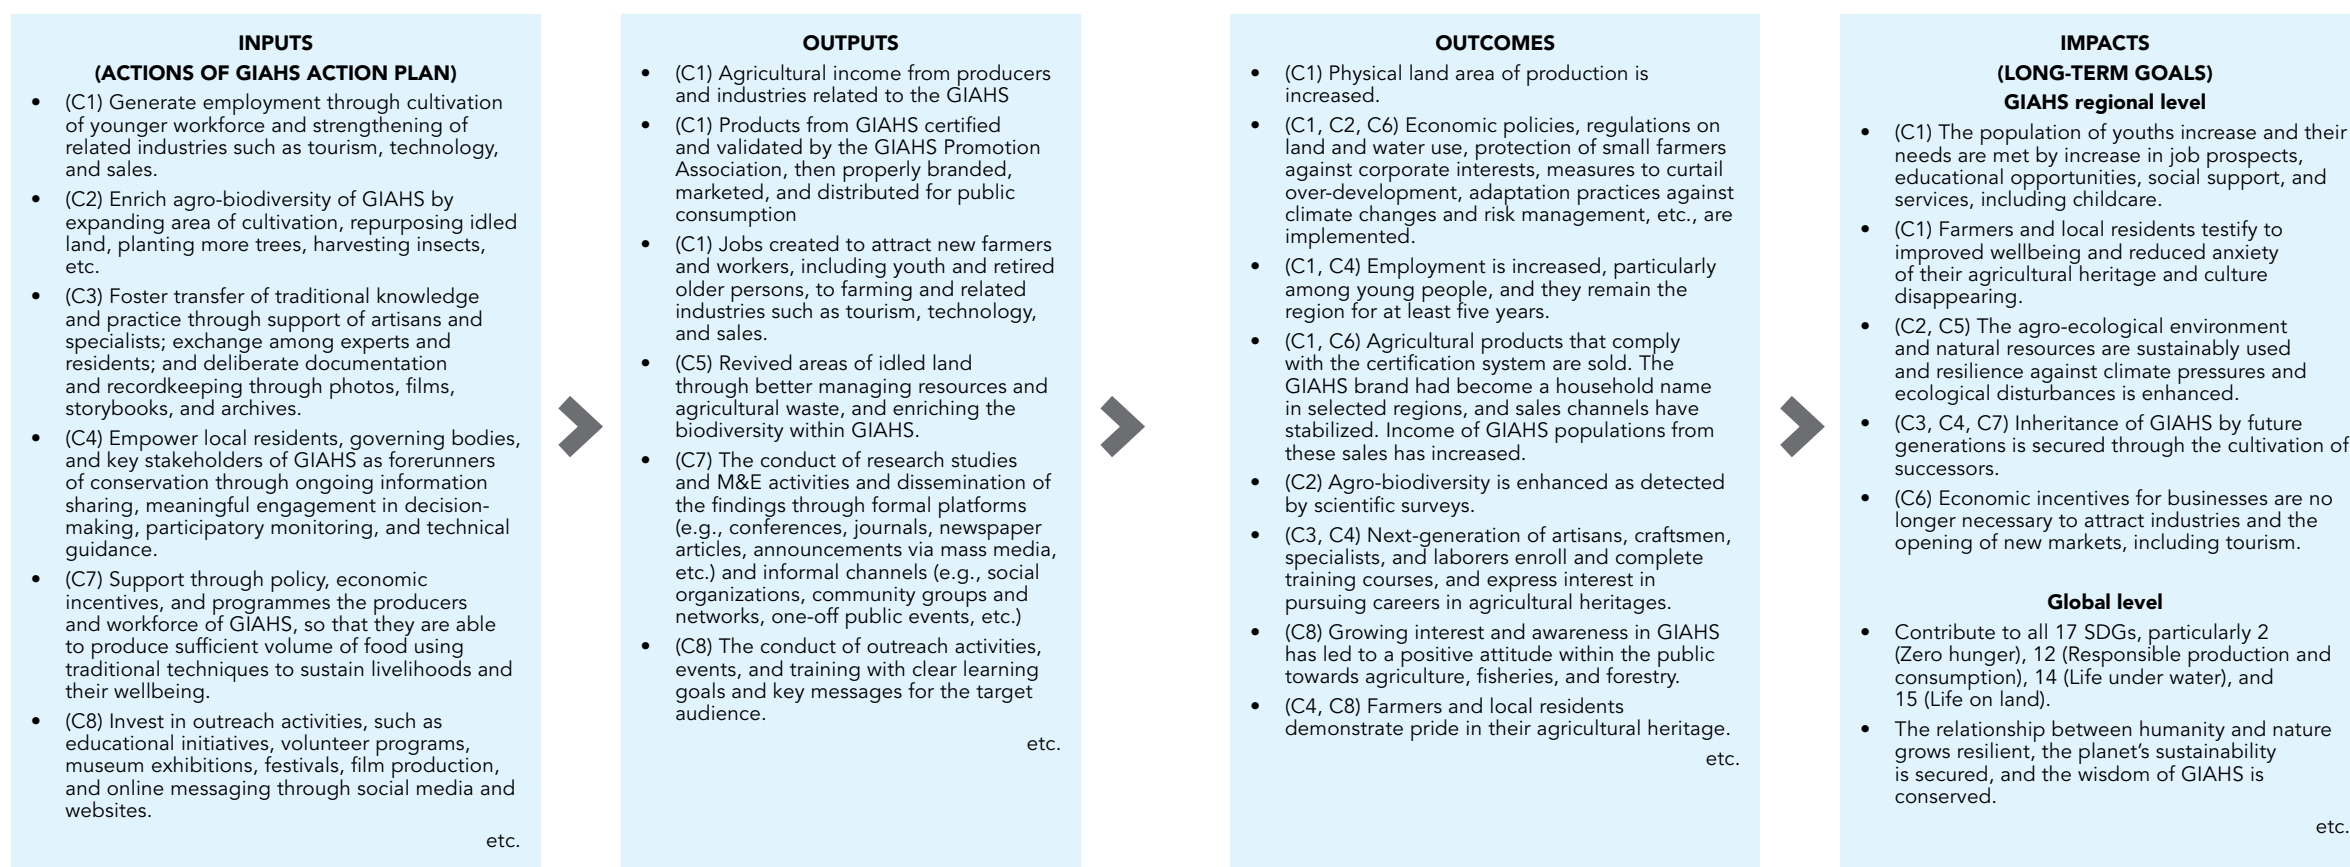 INPUTS
(ACTIONS OF GIAHS ACTION PLAN)
• (C1) Generate employment through cultivation
of younger workforce and strengthening of
related industries such as tourism, technology,
and sales.
• (C2) Enrich agro-biodiversity of GIAHS by
expanding area of cultivation, repurposing idled
land, planting more trees, harvesting insects,
etc.
• (C3) Foster transfer of traditional knowledge
and practice through support of artisans and
specialists; exchange among experts and
residents; and deliberate documentation
and recordkeeping through photos, films,
storybooks, and archives.
• (C4) Empower local residents, governing bodies,
and key stakeholders of GIAHS as forerunners
of conservation through ongoing information
sharing, meaningful engagement in decision-
making, participatory monitoring, and technical
guidance.
• (C7) Support through policy, economic
incentives, and programmes the producers
and workforce of GIAHS, so that they are able
to produce sufficient volume of food using
traditional techniques to sustain livelihoods and
their wellbeing.
• (C8) Invest in outreach activities, such as
educational initiatives, volunteer programs,
museum exhibitions, festivals, film production,
and online messaging through social media and
websites.
etc.
OUTPUTS
• (C1) Agricultural income from producers
and industries related to the GIAHS
• (C1) Products from GIAHS certified
and validated by the GIAHS Promotion
Association, then properly branded,
marketed, and distributed for public
consumption
• (C1) Jobs created to attract new farmers
and workers, including youth and retired
older persons, to farming and related
industries such as tourism, technology,
and sales.
• (C5) Revived areas of idled land
through better managing resources and
agricultural waste, and enriching the
biodiversity within GIAHS.
• (C7) The conduct of research studies
and M&E activities and dissemination of
the findings through formal platforms
(e.g., conferences, journals, newspaper
articles, announcements via mass media,
etc.) and informal channels (e.g., social
organizations, community groups and
networks, one-off public events, etc.)
• (C8) The conduct of outreach activities,
events, and training with clear learning
goals and key messages for the target
audience.
etc.
OUTCOMES
• (C1) Physical land area of production is
increased.
• (C1, C2, C6) Economic policies, regulations on
land and water use, protection of small farmers
against corporate interests, measures to curtail
over-development, adaptation practices against
climate changes and risk management, etc., are
implemented.
• (C1, C4) Employment is increased, particularly
among young people, and they remain the
region for at least five years.
• (C1, C6) Agricultural products that comply
with the certification system are sold. The
GIAHS brand had become a household name
in selected regions, and sales channels have
stabilized. Income of GIAHS populations from
these sales has increased.
• (C2) Agro-biodiversity is enhanced as detected
by scientific surveys.
• (C3, C4) Next-generation of artisans, craftsmen,
specialists, and laborers enroll and complete
training courses, and express interest in
pursuing careers in agricultural heritages.
• (C8) Growing interest and awareness in GIAHS
has led to a positive attitude within the public
towards agriculture, fisheries, and forestry.
• (C4, C8) Farmers and local residents
demonstrate pride in their agricultural heritage.
etc.
IMPACTS
(LONG-TERM GOALS)
GIAHS regional level
• (C1) The population of youths increase and their
needs are met by increase in job prospects,
educational opportunities, social support, and
services, including childcare.
• (C1) Farmers and local residents testify to
improved wellbeing and reduced anxiety
of their agricultural heritage and culture
disappearing.
• (C2, C5) The agro-ecological environment
and natural resources are sustainably used
and resilience against climate pressures and
ecological disturbances is enhanced.
• (C3, C4, C7) Inheritance of GIAHS by future
generations is secured through the cultivation of
successors.
• (C6) Economic incentives for businesses are no
longer necessary to attract industries and the
opening of new markets, including tourism.
Global level
• Contribute to all 17 SDGs, particularly 2
(Zero hunger), 12 (Responsible production and
consumption), 14 (Life under water), and
15 (Life on land).
• The relationship between humanity and nature
grows resilient, the planet’s sustainability
is secured, and the wisdom of GIAHS is
conserved.
etc.